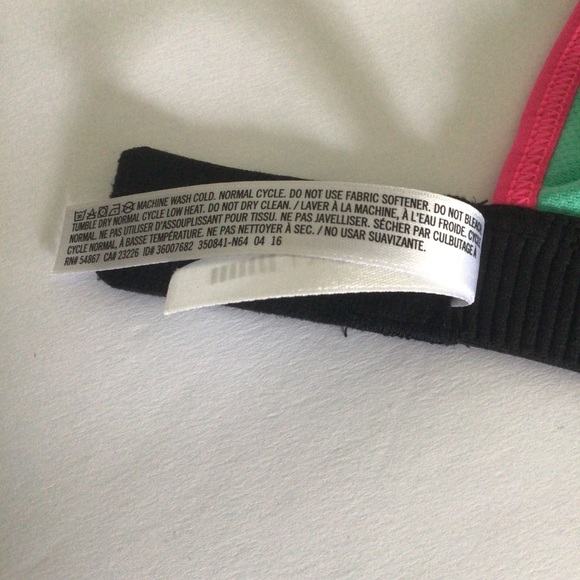 MACHINE WASH COLD. NORMAL CYCLE. DO NOT USE FABRIC SOFTENER. DO NOT BLEACH
TUMBLE DRY NORMAL CYCLE LOW HEAT. DO NOT DRY CLEAN. / LAVER À LA MACHINE, À L'EAU FROIDE. CYCLE
NORMAL. NE PAS UTILISER D'ASSOUPLISSANT POUR TISSU. NE PAS JAVELLISER. SÉCHER PAR CULBUTAGE À
CYCLE NORMAL, À BASSE TEMPÉRATURE. NE PAS NETTOYER À SEC. / NO USAR SUAVIZANTE.
RN# 54867 CA# 23226 ID# 36007682 350841-N64 04 16